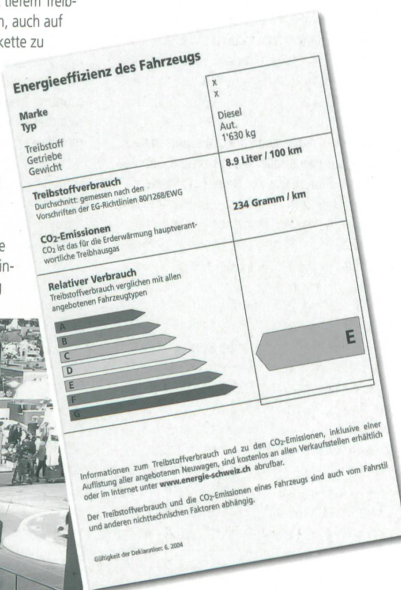 tiefem Treib-
n, auch auf
kette zu
e
in-
g
Energieeffizienz des Fahrzeugs
Marke X
Typ X
Treibstoff Diesel
Getriebe Aut.
Gewicht 1'630 kg
Treibstoffverbrauch 8.9 Liter / 100 km
Durchschnitt: gemessen nach den
Vorschriften der EG-Richtlinien 80/1268/EWG
CO2-Emissionen 234 Gramm / km
CO2 ist das für die Erderwärmung hauptverant-
wortliche Treibhausgas
Relativer Verbrauch
Treibstoffverbrauch verglichen mit allen
angebotenen Fahrzeugtypen
A
B
C
D
E
F
G
E
Informationen zum Treibstoffverbrauch und zu den CO2-Emissionen, inklusive einer
Auflistung aller angebotenen Neuwagen, sind kostenlos an allen Verkaufsstellen erhältlich
oder im Internet unter www.energie-schweiz.ch abrufbar.
Der Treibstoffverbrauch und die CO2-Emissionen eines Fahrzeugs sind auch vom Fahrstil
und anderen nichttechnischen Faktoren abhängig.
Gültigkeit der Deklaration: 6. 2004